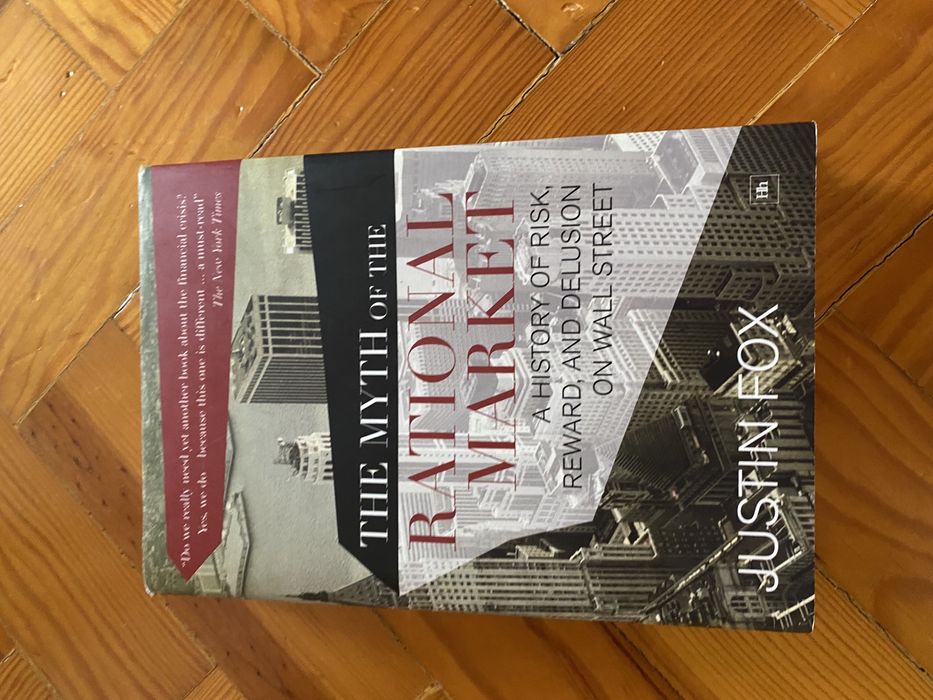 "Do we really need yet another book about the financial crisis?
Yes, we do – because this one is different ... a must-read"
The New York Times
THE MYTH OF THE
RATIONAL
MARKET
A HISTORY OF RISK,
REWARD, AND DELUSION
ON WALL STREET
JUSTIN FOX
Hh